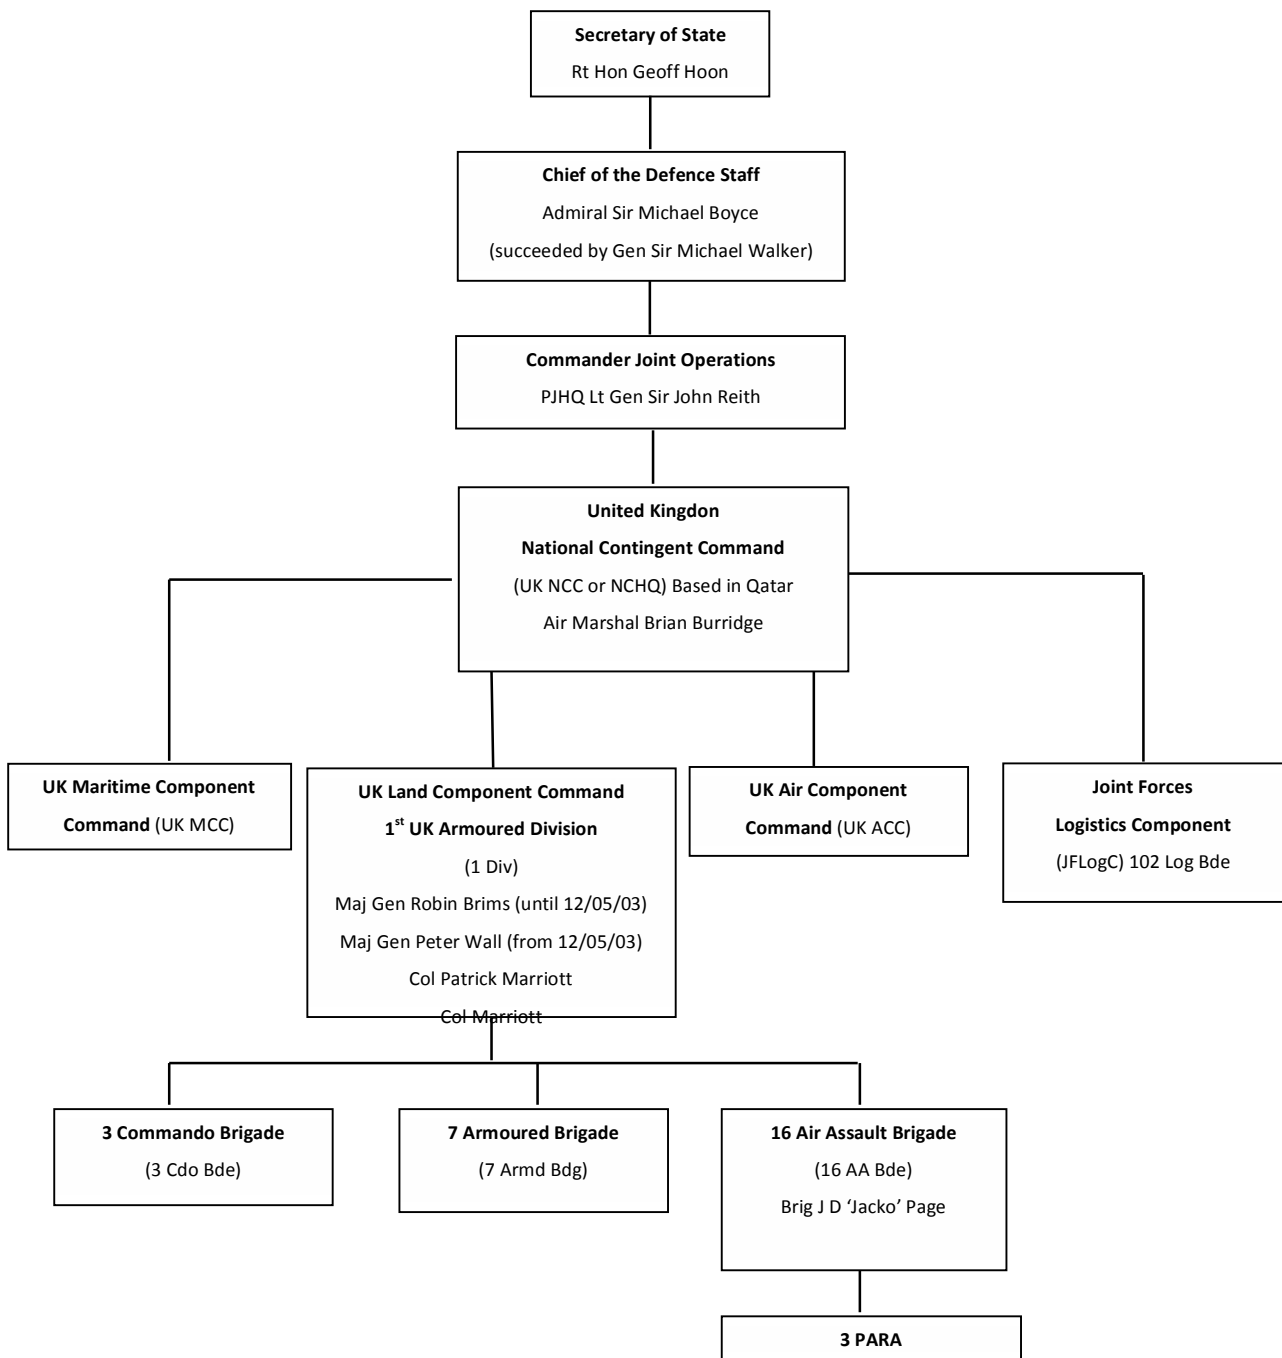 Secretary of State
Rt Hon Geoff Hoon
Chief of the Defence Staff
Admiral Sir Michael Boyce
(succeeded by Gen Sir Michael Walker)
Commander Joint Operations
PJHQ Lt Gen Sir John Reith
United Kingdon
National Contingent Command
(UK NCC or NCHQ) Based in Qatar
Air Marshal Brian Burridge
UK Maritime Component
Command (UK MCC)
UK Land Component Command
1st UK Armoured Division
(1 Div)
Maj Gen Robin Brims (until 12/05/03)
Maj Gen Peter Wall (from 12/05/03)
Col Patrick Marriott
Col Marriott
UK Air Component
Command (UK ACC)
Joint Forces
Logistics Component
(JFLogC) 102 Log Bde
3 Commando Brigade
(3 Cdo Bde)
7 Armoured Brigade
(7 Armd Bdg)
16 Air Assault Brigade
(16 AA Bde)
Brig J D ‘Jacko’ Page
3 PARA